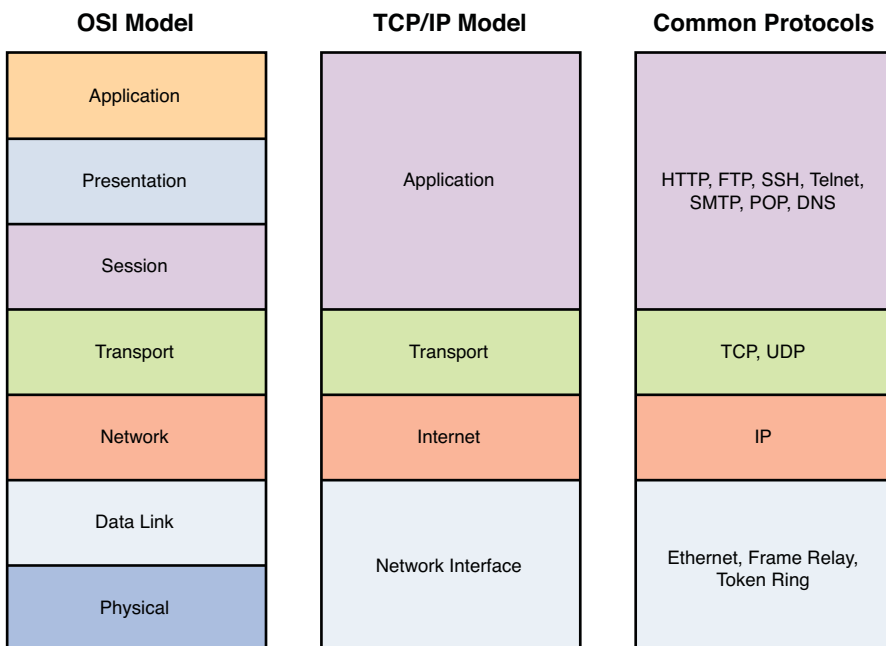 OSI Model
TCP/IP Model
Common Protocols
Application
Presentation
Session
Transport
Network
Data Link
Physical
Application
Transport
Internet
Network Interface
HTTP, FTP, SSH, Telnet,
SMTP, POP, DNS
TCP, UDP
IP
Ethernet, Frame Relay,
Token Ring